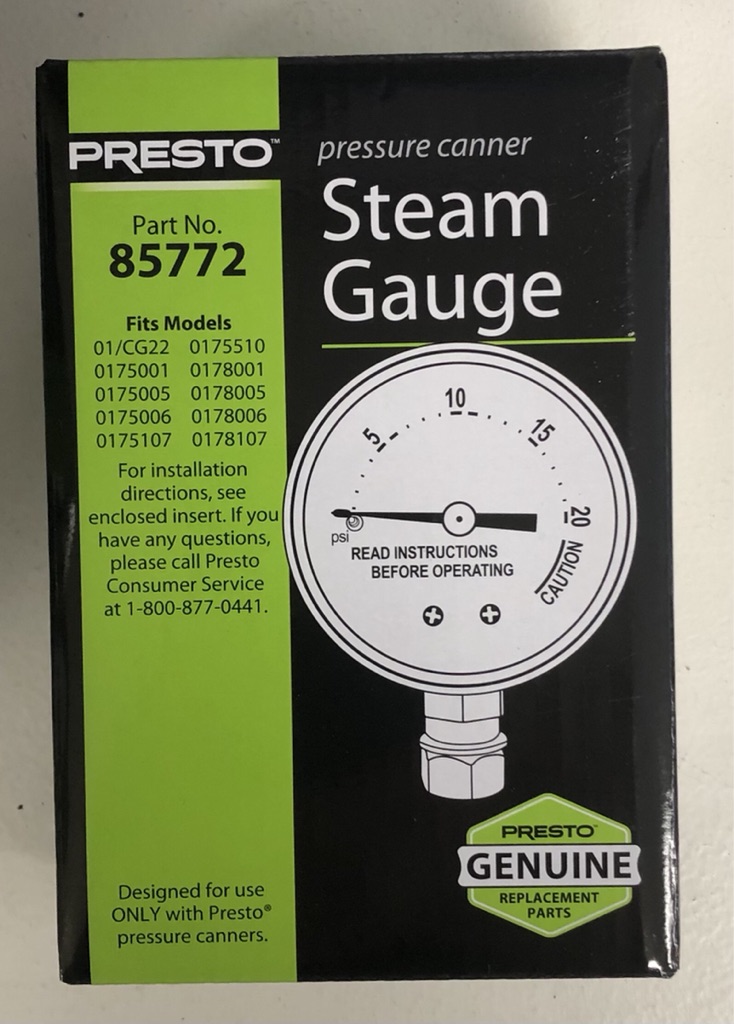 PRESTO™
Part No.
85772
Fits Models
01/CG22 0175510
0175001 0178001
0175005 0178005
0175006 0178006
0175107 0178107
For installation
directions, see
enclosed insert. If you
have any questions,
please call Presto
Consumer Service
at 1-800-877-0441.
Designed for use
ONLY with Presto®
pressure canners.
pressure canner
Steam
Gauge
5
10
15
20
psi
READ INSTRUCTIONS
BEFORE OPERATING
CAUTION
PRESTO™
GENUINE
REPLACEMENT
PARTS